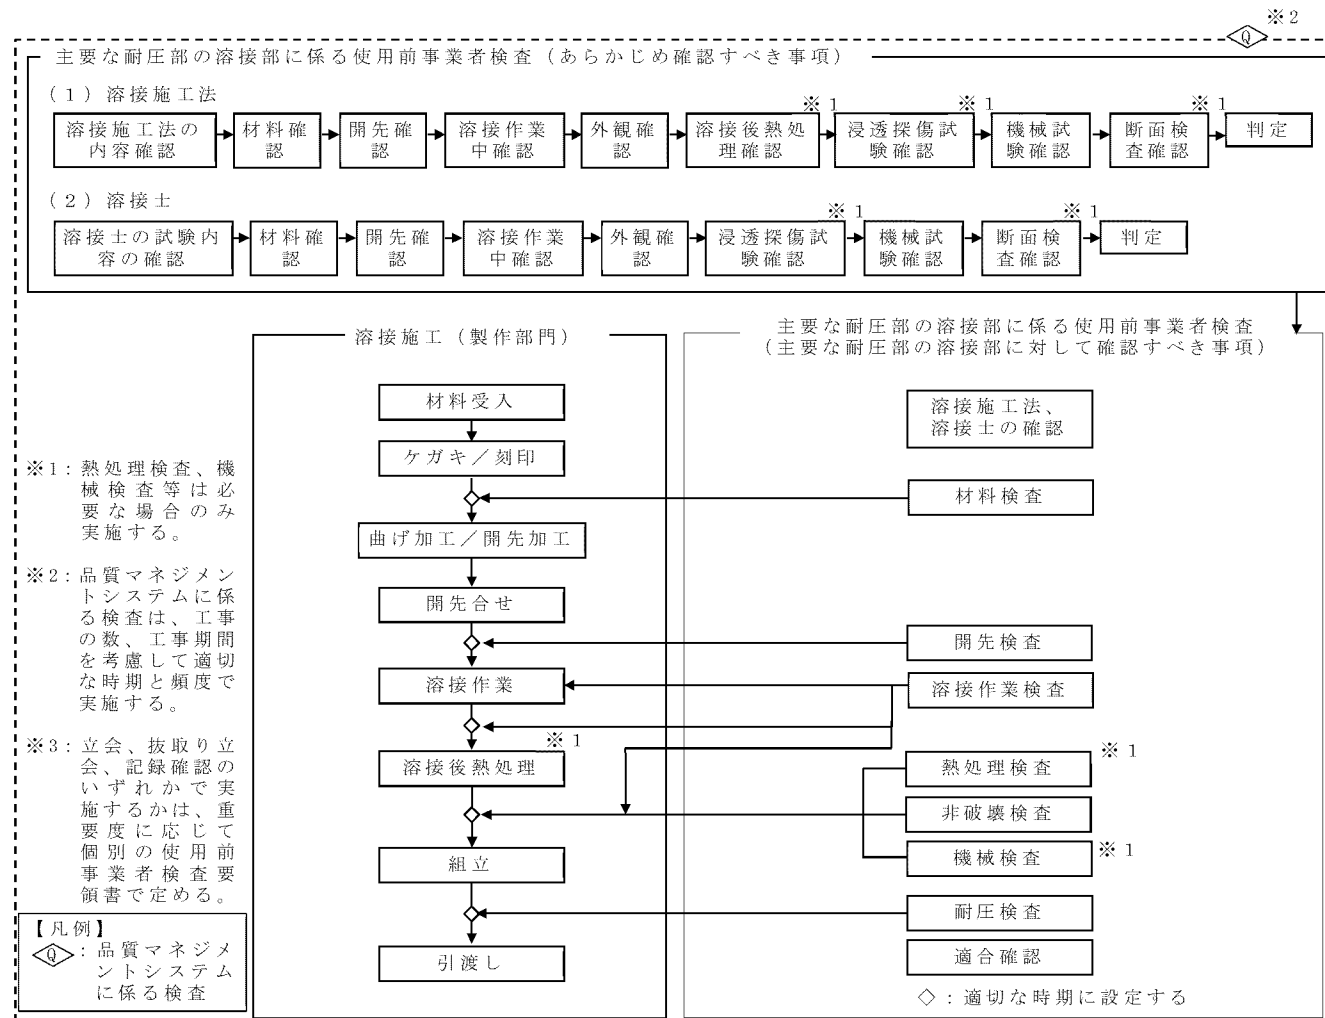 ※2
Q
主要な耐圧部の溶接部に係る使用前事業者検査(あらかじめ確認すべき事項)
(1)溶接施工法
溶接施工法の
内容確認
材料確
認
開先確
認
溶接作業
中確認
外観確
認
※1
溶接後熱処
理確認
※1
浸透探傷試
験確認
機械試
験確認
※1
断面検
査確認
判定
(2)溶接士
溶接士の試験内
容の確認
材料確
認
開先確
認
溶接作業
中確認
外観確
認
※1
浸透探傷試
験確認
機械試
験確認
※1
断面検
査確認
判定
溶接施工(製作部門)
材料受入
ケガキ/刻印
曲げ加工/開先加工
開先合せ
溶接作業
※1
溶接後熱処理
組立
引渡し
主要な耐圧部の溶接部に係る使用前事業者検査
(主要な耐圧部の溶接部に対して確認すべき事項)
溶接施工法、
溶接士の確認
材料検査
開先検査
溶接作業検査
熱処理検査
※1
非破壊検査
機械検査
※1
耐圧検査
適合確認
◇:適切な時期に設定する
※1:熱処理検査、機
械検査等は必
要な場合のみ
実施する。
※2:品質マネジメン
トシステムに係
る検査は、工事
の数、工事期間
を考慮して適切
な時期と頻度で
実施する。
※3:立会、抜取り立
会、記録確認の
いずれかで実
施するかは、重
要度に応じて
個別の使用前
事業者検査要
領書で定める。
【凡例】
Q:品質マネジメ
ントシステム
に係る検査